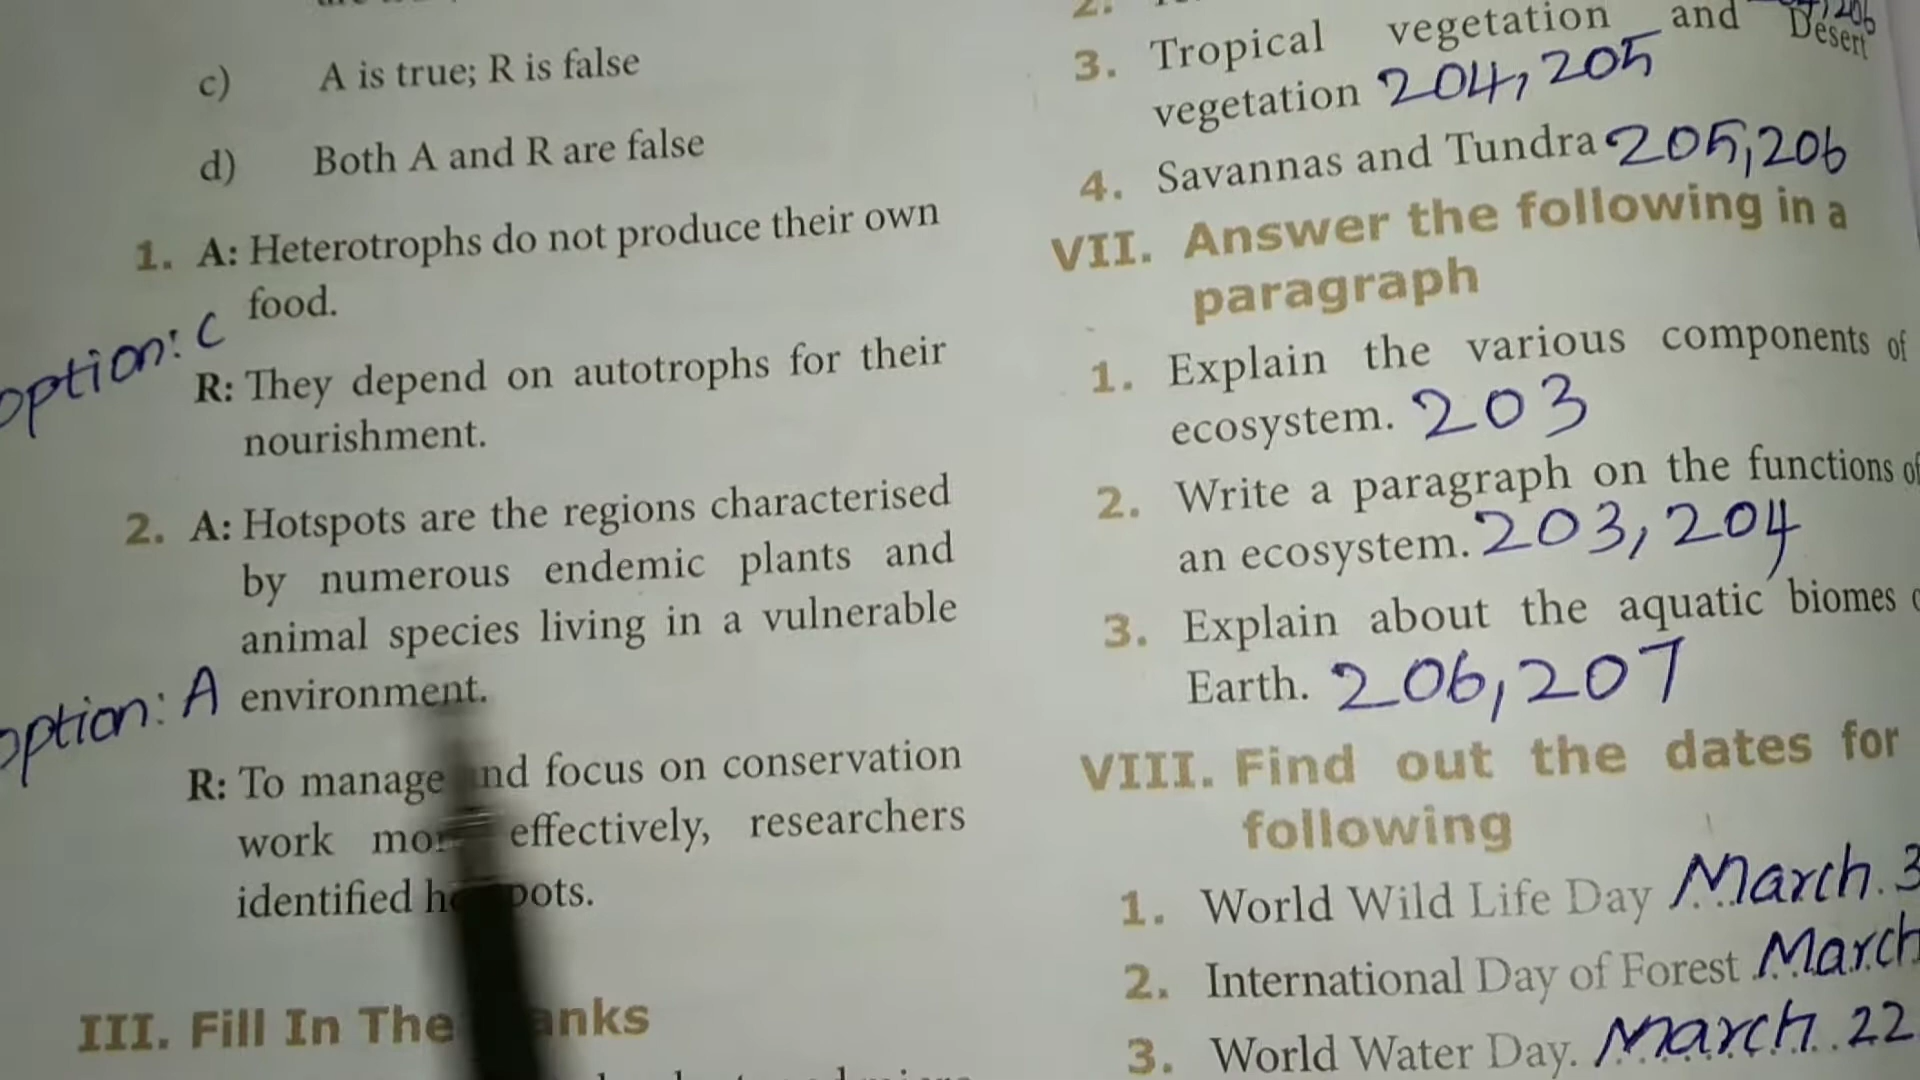 c) A is true; R is false
d) Both A and R are false
1. A: Heterotrophs do not produce their own
food.
option: C
R: They depend on autotrophs for their
nourishment.
2. A: Hotspots are the regions characterised
by numerous endemic plants and
animal species living in a vulnerable
option: A environment.
R: To manage nd focus on conservation
work mo effectively, researchers
identified h pots.
III. Fill In The anks
2.
3. Tropical vegetation and Desert
vegetation 204, 205
4. Savannas and Tundra 205, 206
VII. Answer the following in a
paragraph
1. Explain the various components of
ecosystem. 203
2. Write a paragraph on the functions of
an ecosystem. 203, 204
3. Explain about the aquatic biomes
Earth. 206, 207
VIII. Find out the dates for
following
1. World Wild Life Day March. 3
2. International Day of Forest March
3. World Water Day. March 22